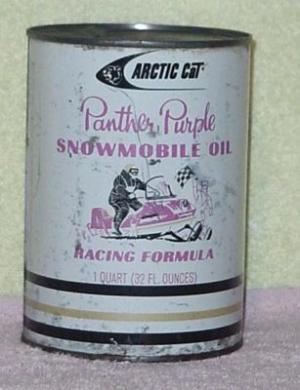 ARCTIC CAT
Panther Purple
SNOWMOBILE OIL
RACING FORMULA
1 QUART (32 FL. OUNCES)